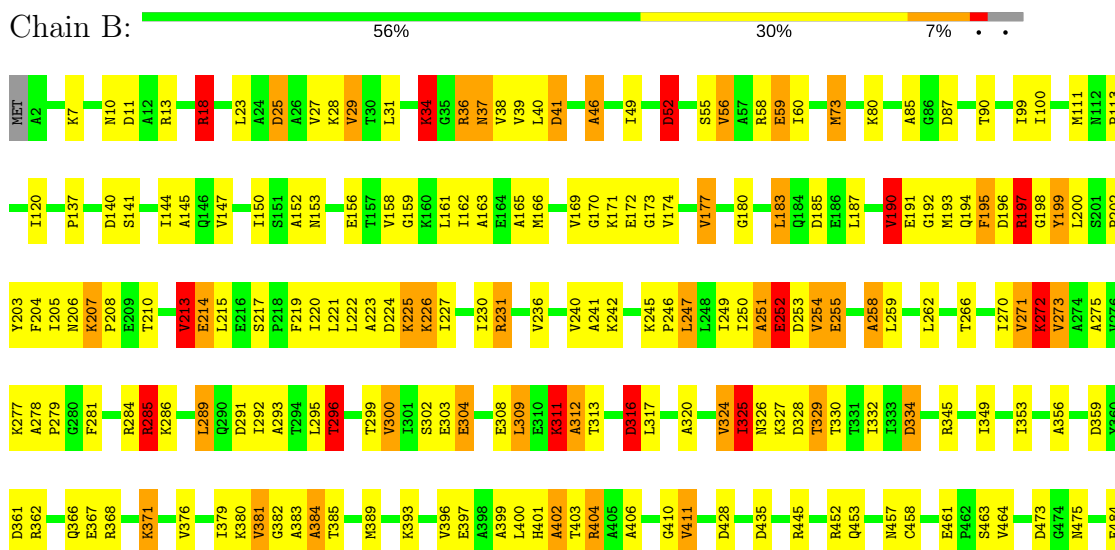 Chain B:
56% 30% 7% • •
MET A2 K7 N10 D11 A12 R13 R18 L23 A24 D25 A26 V27 K28 V29 T30 L31 K34 G35 R36 N37 V38 V39 L40 D41 A46 I49 D52 S55 V56 A57 R58 E59 I60 M73 K80 A85 G86 D87 T90 I99 I100 M111 N112
I120 P137 D140 S141 I144 A145 Q146 V147 I150 S151 A152 N153 E156 T157 V158 G159 K160 L161 I162 A163 E164 A165 M166 V169 G170 K171 E172 G173 V174 V177 G180 L183 Q184 D185 E186 L187 V190 E191 G192 M193 Q194 F195 D196 R197 G198 Y199 L200 S201
Y203 F204 I205 N206 K207 P208 E209 T210 V213 E214 L215 E216 S217 P218 F219 I220 L221 L222 A223 D224 K225 K226 I227 I230 R231 V236 V240 A241 K242 K245 P246 L247 L248 I249 I250 A251 E252 D253 V254 E255 A258 L259 L262 T266 I270 V271 K272 V273 A274 A275
K277 A278 P279 G280 F281 R284 R285 K286 L289 Q290 D291 I292 A293 T294 L295 T296 T299 V300 I301 S302 E303 E304 E308 L309 E310 K311 A312 T313 D316 L317 A320 V324 I325 N326 K327 D328 T329 T330 T331 I332 I333 D334 R345 I349 I353 A356 D359
D361 R362 Q366 E367 R368 K371 V376 I379 K380 V381 G382 A383 A384 T385 M389 K393 V396 E397 A398 A399 L400 H401 A402 T403 R404 A405 A406 G410 V411 D428 D435 R445 R452 Q453 N457 C458 E461 P462 S463 V464 D473 G474 N475